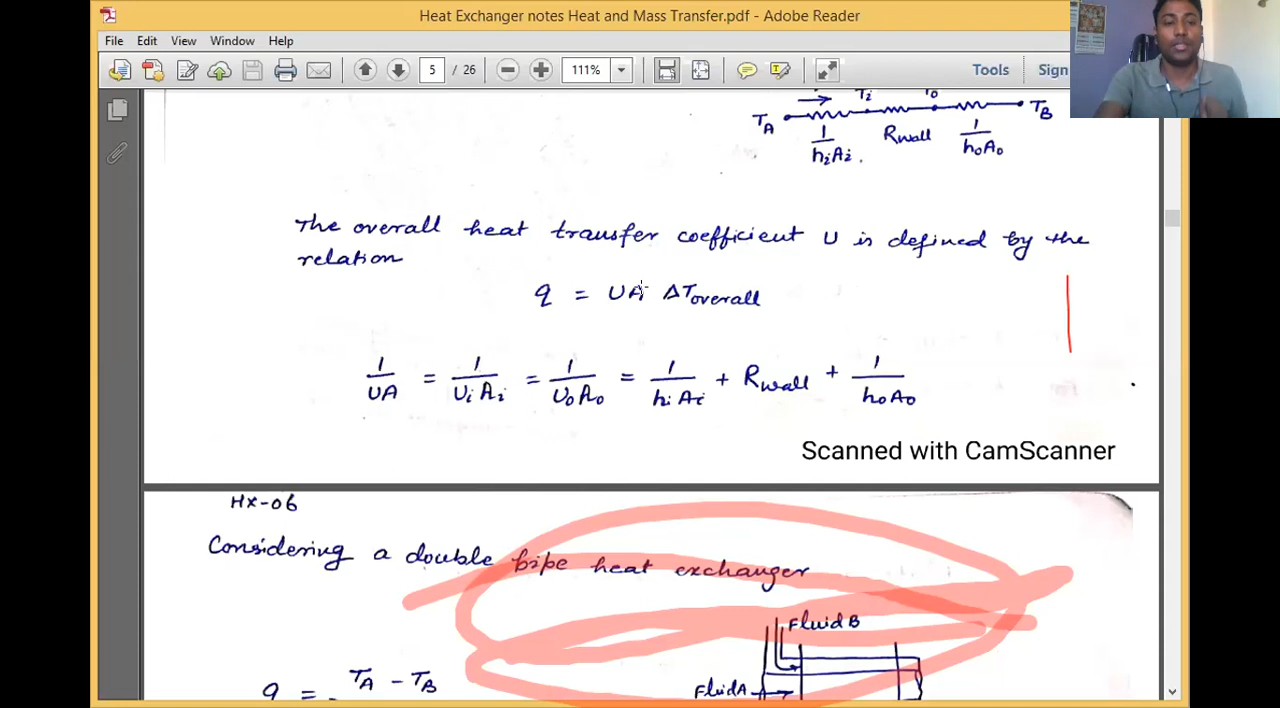 Heat Exchanger notes Heat and Mass Transfer.pdf - Adobe Reader
File Edit View Window Help
5 / 26 111% Tools Sign
T_A T_i T_o T_B
1/(h_i A_i) R_wall 1/(h_o A_o)
The overall heat transfer coefficient U is defined by the
relation
q = UA ΔT_overall
1/(UA) = 1/(U_i A_i) = 1/(U_o A_o) = 1/(h_i A_i) + R_wall + 1/(h_o A_o)
Scanned with CamScanner
HX-06
Considering a double pipe heat exchanger
Fluid B
q = T_A - T_B
Fluid A